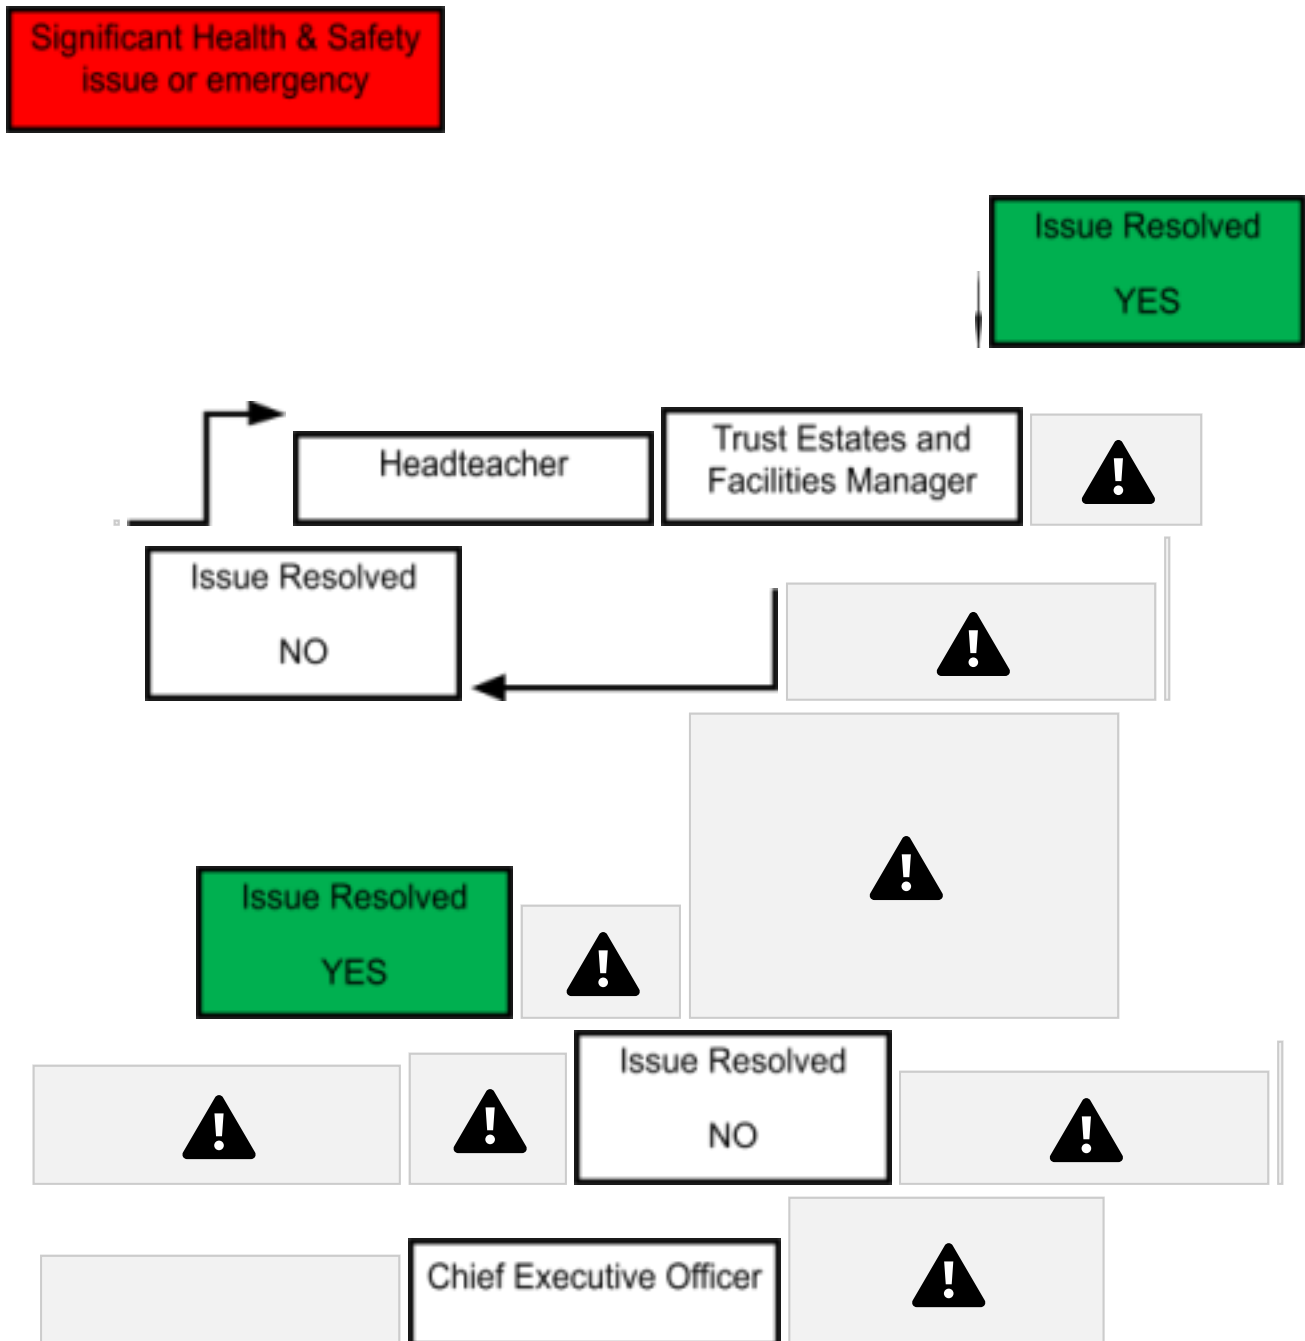 Significant Health & Safety
issue or emergency
Issue Resolved
YES
Headteacher
Trust Estates and
Facilities Manager
Issue Resolved
NO
Issue Resolved
YES
Issue Resolved
NO
Chief Executive Officer